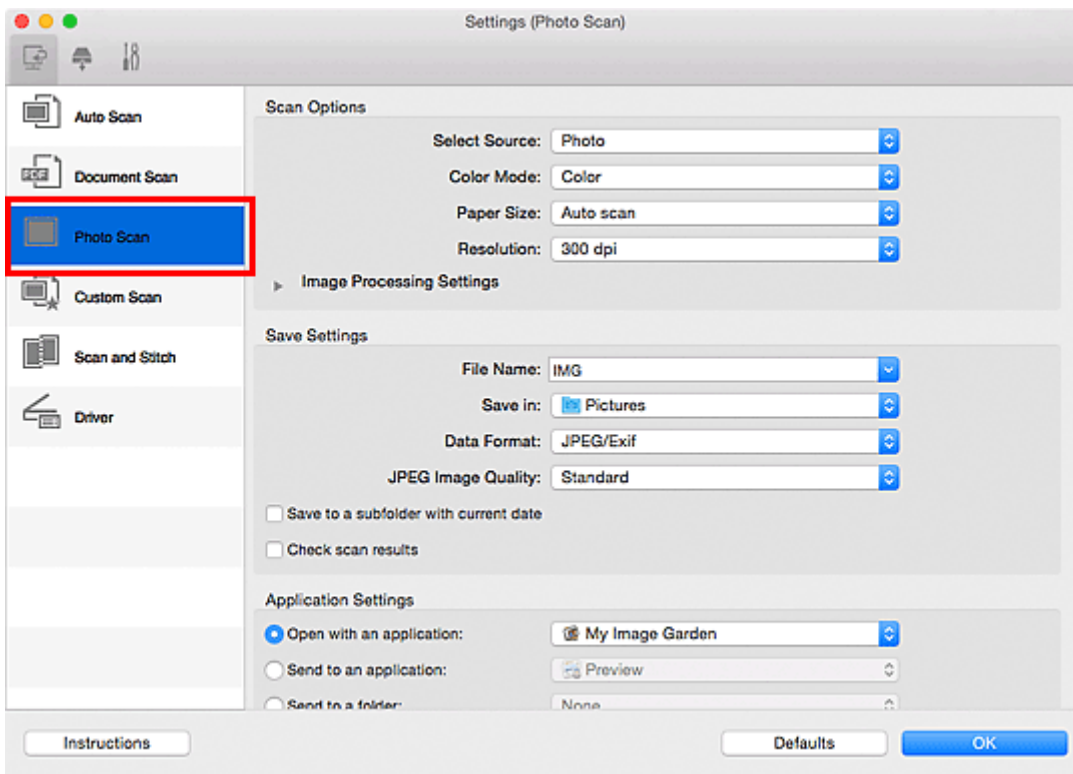 Settings (Photo Scan)
Auto Scan
PDF
Document Scan
Photo Scan
Custom Scan
Scan and Stitch
Driver
Scan Options
Select Source: Photo
Color Mode: Color
Paper Size: Auto scan
Resolution: 300 dpi
Image Processing Settings
Save Settings
File Name: IMG
Save in: Pictures
Data Format: JPEG/Exif
JPEG Image Quality: Standard
Save to a subfolder with current date
Check scan results
Application Settings
Open with an application: My Image Garden
Send to an application: Preview
Send to a folder: None
Instructions
Defaults
OK